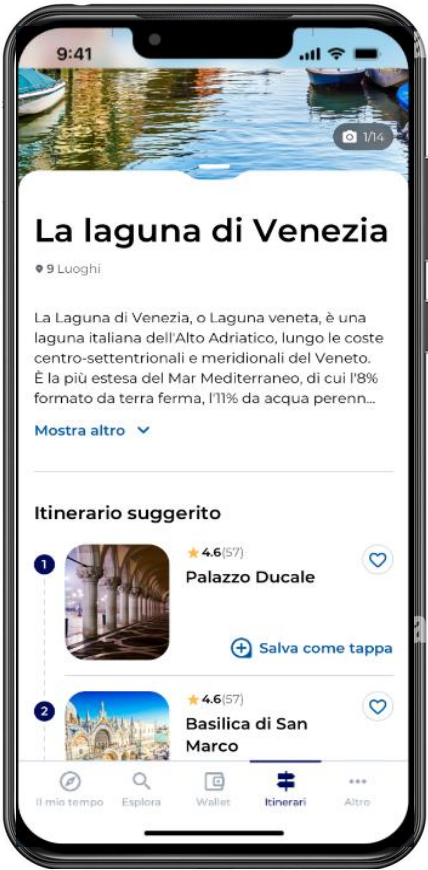 9:41
1/14
La laguna di Venezia
9 Luoghi
La Laguna di Venezia, o Laguna veneta, è una
laguna italiana dell'Alto Adriatico, lungo le coste
centro-settentrionali e meridionali del Veneto.
È la più estesa del Mar Mediterraneo, di cui l'8%
formato da terra ferma, l'11% da acqua perenn...
Mostra altro
Itinerario suggerito
1
4.6(57)
Palazzo Ducale
Salva come tappa
2
4.6(57)
Basilica di San
Marco
Il mio tempo Esplora Wallet Itinerari Altro